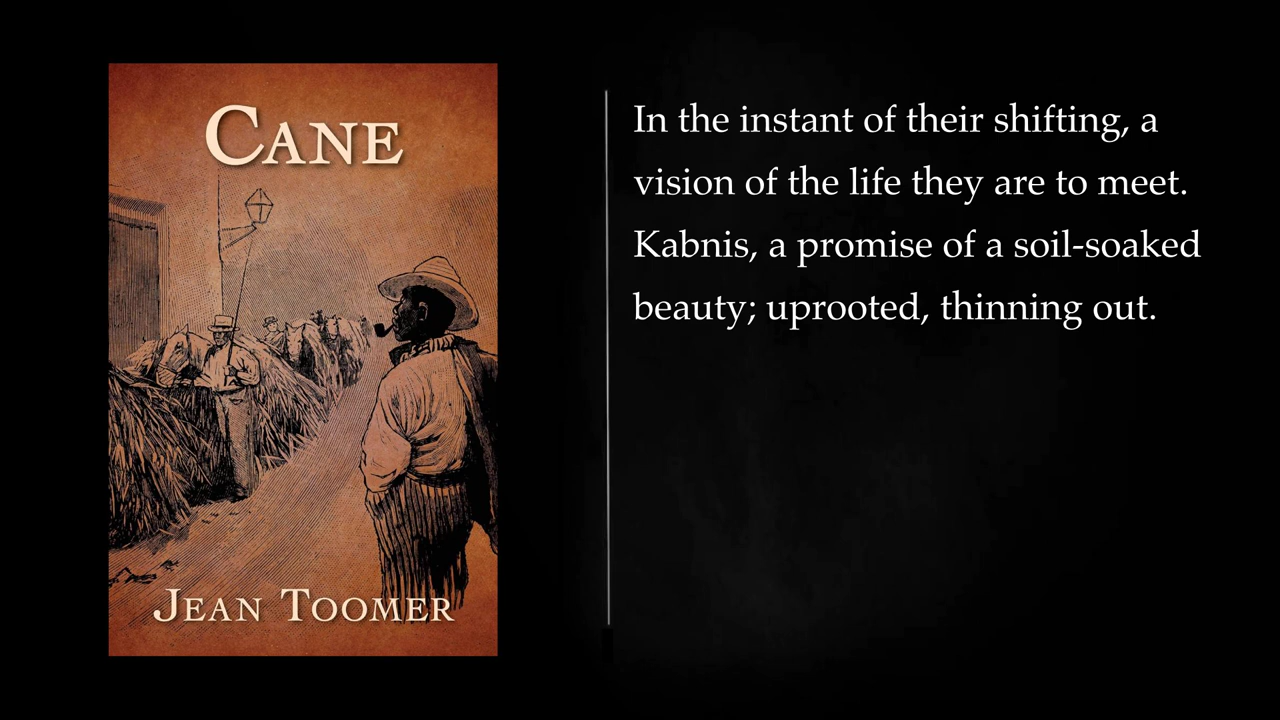 CANE
JEAN TOOMER
In the instant of their shifting, a
vision of the life they are to meet.
Kabnis, a promise of a soil-soaked
beauty; uprooted, thinning out.